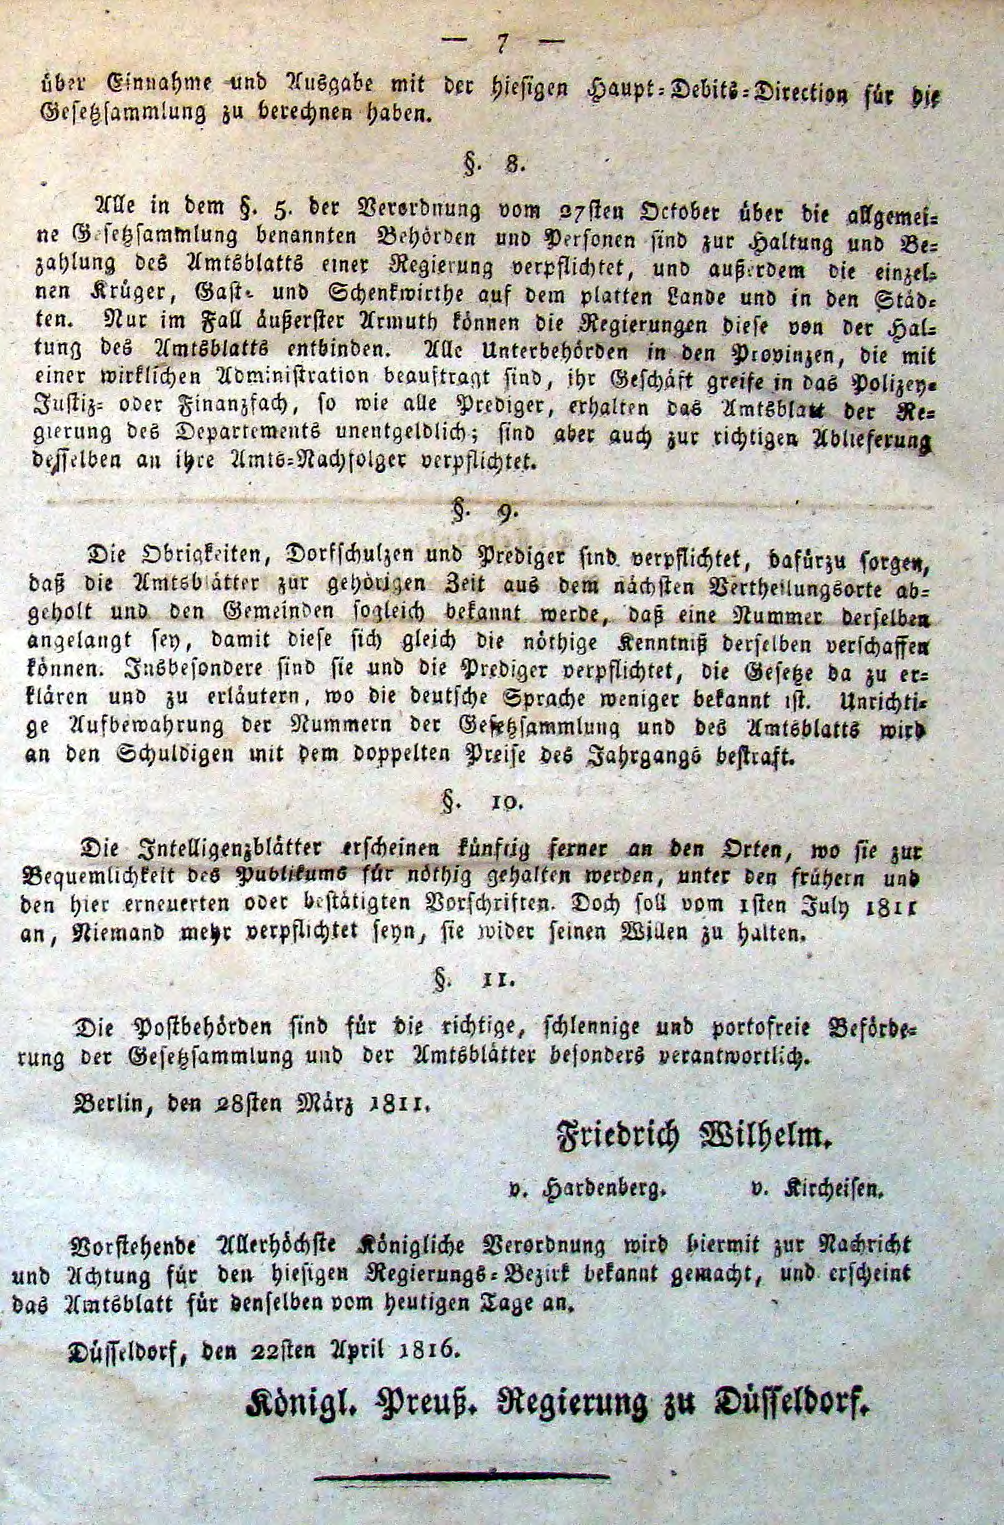 — 7 —
über Einnahme und Ausgabe mit der hiesigen Haupt=Debits=Direction für die
Gesetzsammlung zu berechnen haben.
§. 8.
Alle in dem §. 5. der Verordnung vom 27sten October über die allgemei=
ne Gesetzsammlung benannten Behörden und Personen sind zur Haltung und Be=
zahlung des Amtsblatts einer Regierung verpflichtet, und außerdem die einzel=
nen Krüger, Gast= und Schenkwirthe auf dem platten Lande und in den Städ=
ten. Nur im Fall äußerster Armuth können die Regierungen diese von der Hal=
tung des Amtsblatts entbinden. Alle Unterbehörden in den Provinzen, die mit
einer wirklichen Administration beauftragt sind, ihr Geschäft greife in das Polizey=
Justiz= oder Finanzfach, so wie alle Prediger, erhalten das Amtsblatt der Re=
gierung des Departements unentgeldlich; sind aber auch zur richtigen Ablieferung
desselben an ihre Amts=Nachfolger verpflichtet.
§. 9.
Die Obrigkeiten, Dorfschulzen und Prediger sind verpflichtet, dafürzu sorgen,
daß die Amtsblätter zur gehörigen Zeit aus dem nächsten Vertheilungsorte ab=
geholt und den Gemeinden sogleich bekannt werde, daß eine Nummer derselben
angelangt sey, damit diese sich gleich die nöthige Kenntniß derselben verschaffen
können. Insbesondere sind sie und die Prediger verpflichtet, die Gesetze da zu er=
klären und zu erläutern, wo die deutsche Sprache weniger bekannt ist. Unrichti=
ge Aufbewahrung der Nummern der Gesetzsammlung und des Amtsblatts wird
an den Schuldigen mit dem doppelten Preise des Jahrgangs bestraft.
§. 10.
Die Intelligenzblätter erscheinen künftig ferner an den Orten, wo sie zur
Bequemlichkeit des Publikums für nöthig gehalten werden, unter den frühern und
den hier erneuerten oder bestätigten Vorschriften. Doch soll vom 1sten July 1811
an, Niemand mehr verpflichtet seyn, sie wider seinen Willen zu halten.
§. 11.
Die Postbehörden sind für die richtige, schlennige und portofreie Beförde=
rung der Gesetzsammlung und der Amtsblätter besonders verantwortlich.
Berlin, den 28sten März 1811.
Friedrich Wilhelm.
v. Hardenberg. v. Kircheisen.
Vorstehende Allerhöchste Königliche Verordnung wird hiermit zur Nachricht
und Achtung für den hiesigen Regierungs=Bezirk bekannt gemacht, und erscheint
das Amtsblatt für denselben vom heutigen Tage an.
Düsseldorf, den 22sten April 1816.
Königl. Preuß. Regierung zu Düsseldorf.